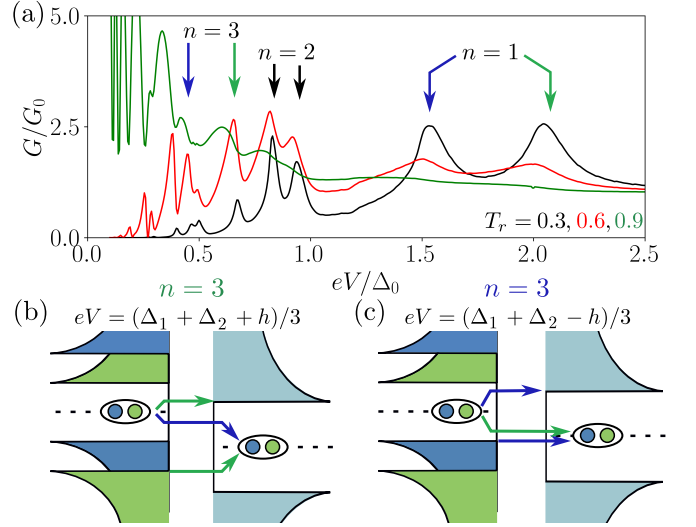 (a)
5.0
2.5
0.0
G/G₀
n = 3
n = 2
n = 1
T_r = 0.3, 0.6, 0.9
0.0 0.5 1.0 1.5 2.0 2.5
eV/Δ₀
(b)
n = 3
eV = (Δ₁ + Δ₂ + h)/3
(c)
n = 3
eV = (Δ₁ + Δ₂ − h)/3